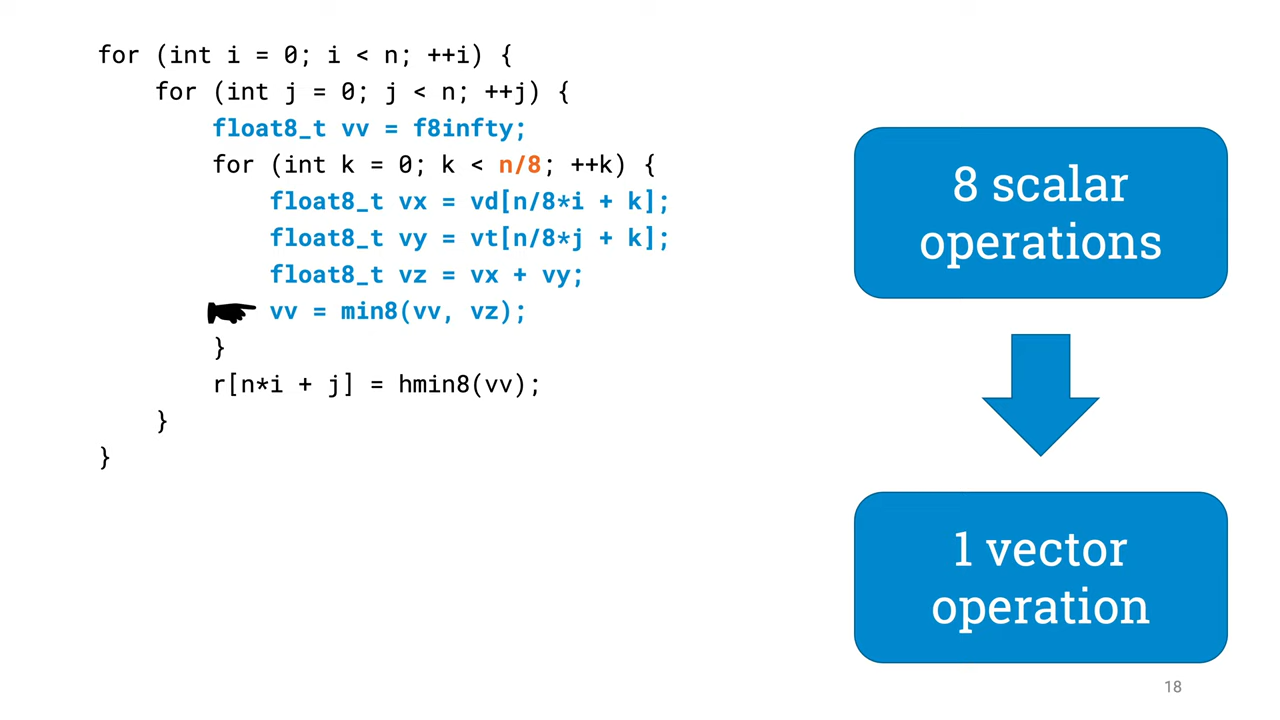 for (int i = 0; i < n; ++i) {
    for (int j = 0; j < n; ++j) {
        float8_t vv = f8infty;
        for (int k = 0; k < n/8; ++k) {
            float8_t vx = vd[n/8*i + k];
            float8_t vy = vt[n/8*j + k];
            float8_t vz = vx + vy;
            vv = min8(vv, vz);
        }
        r[n*i + j] = hmin8(vv);
    }
}
8 scalar
operations
1 vector
operation
18